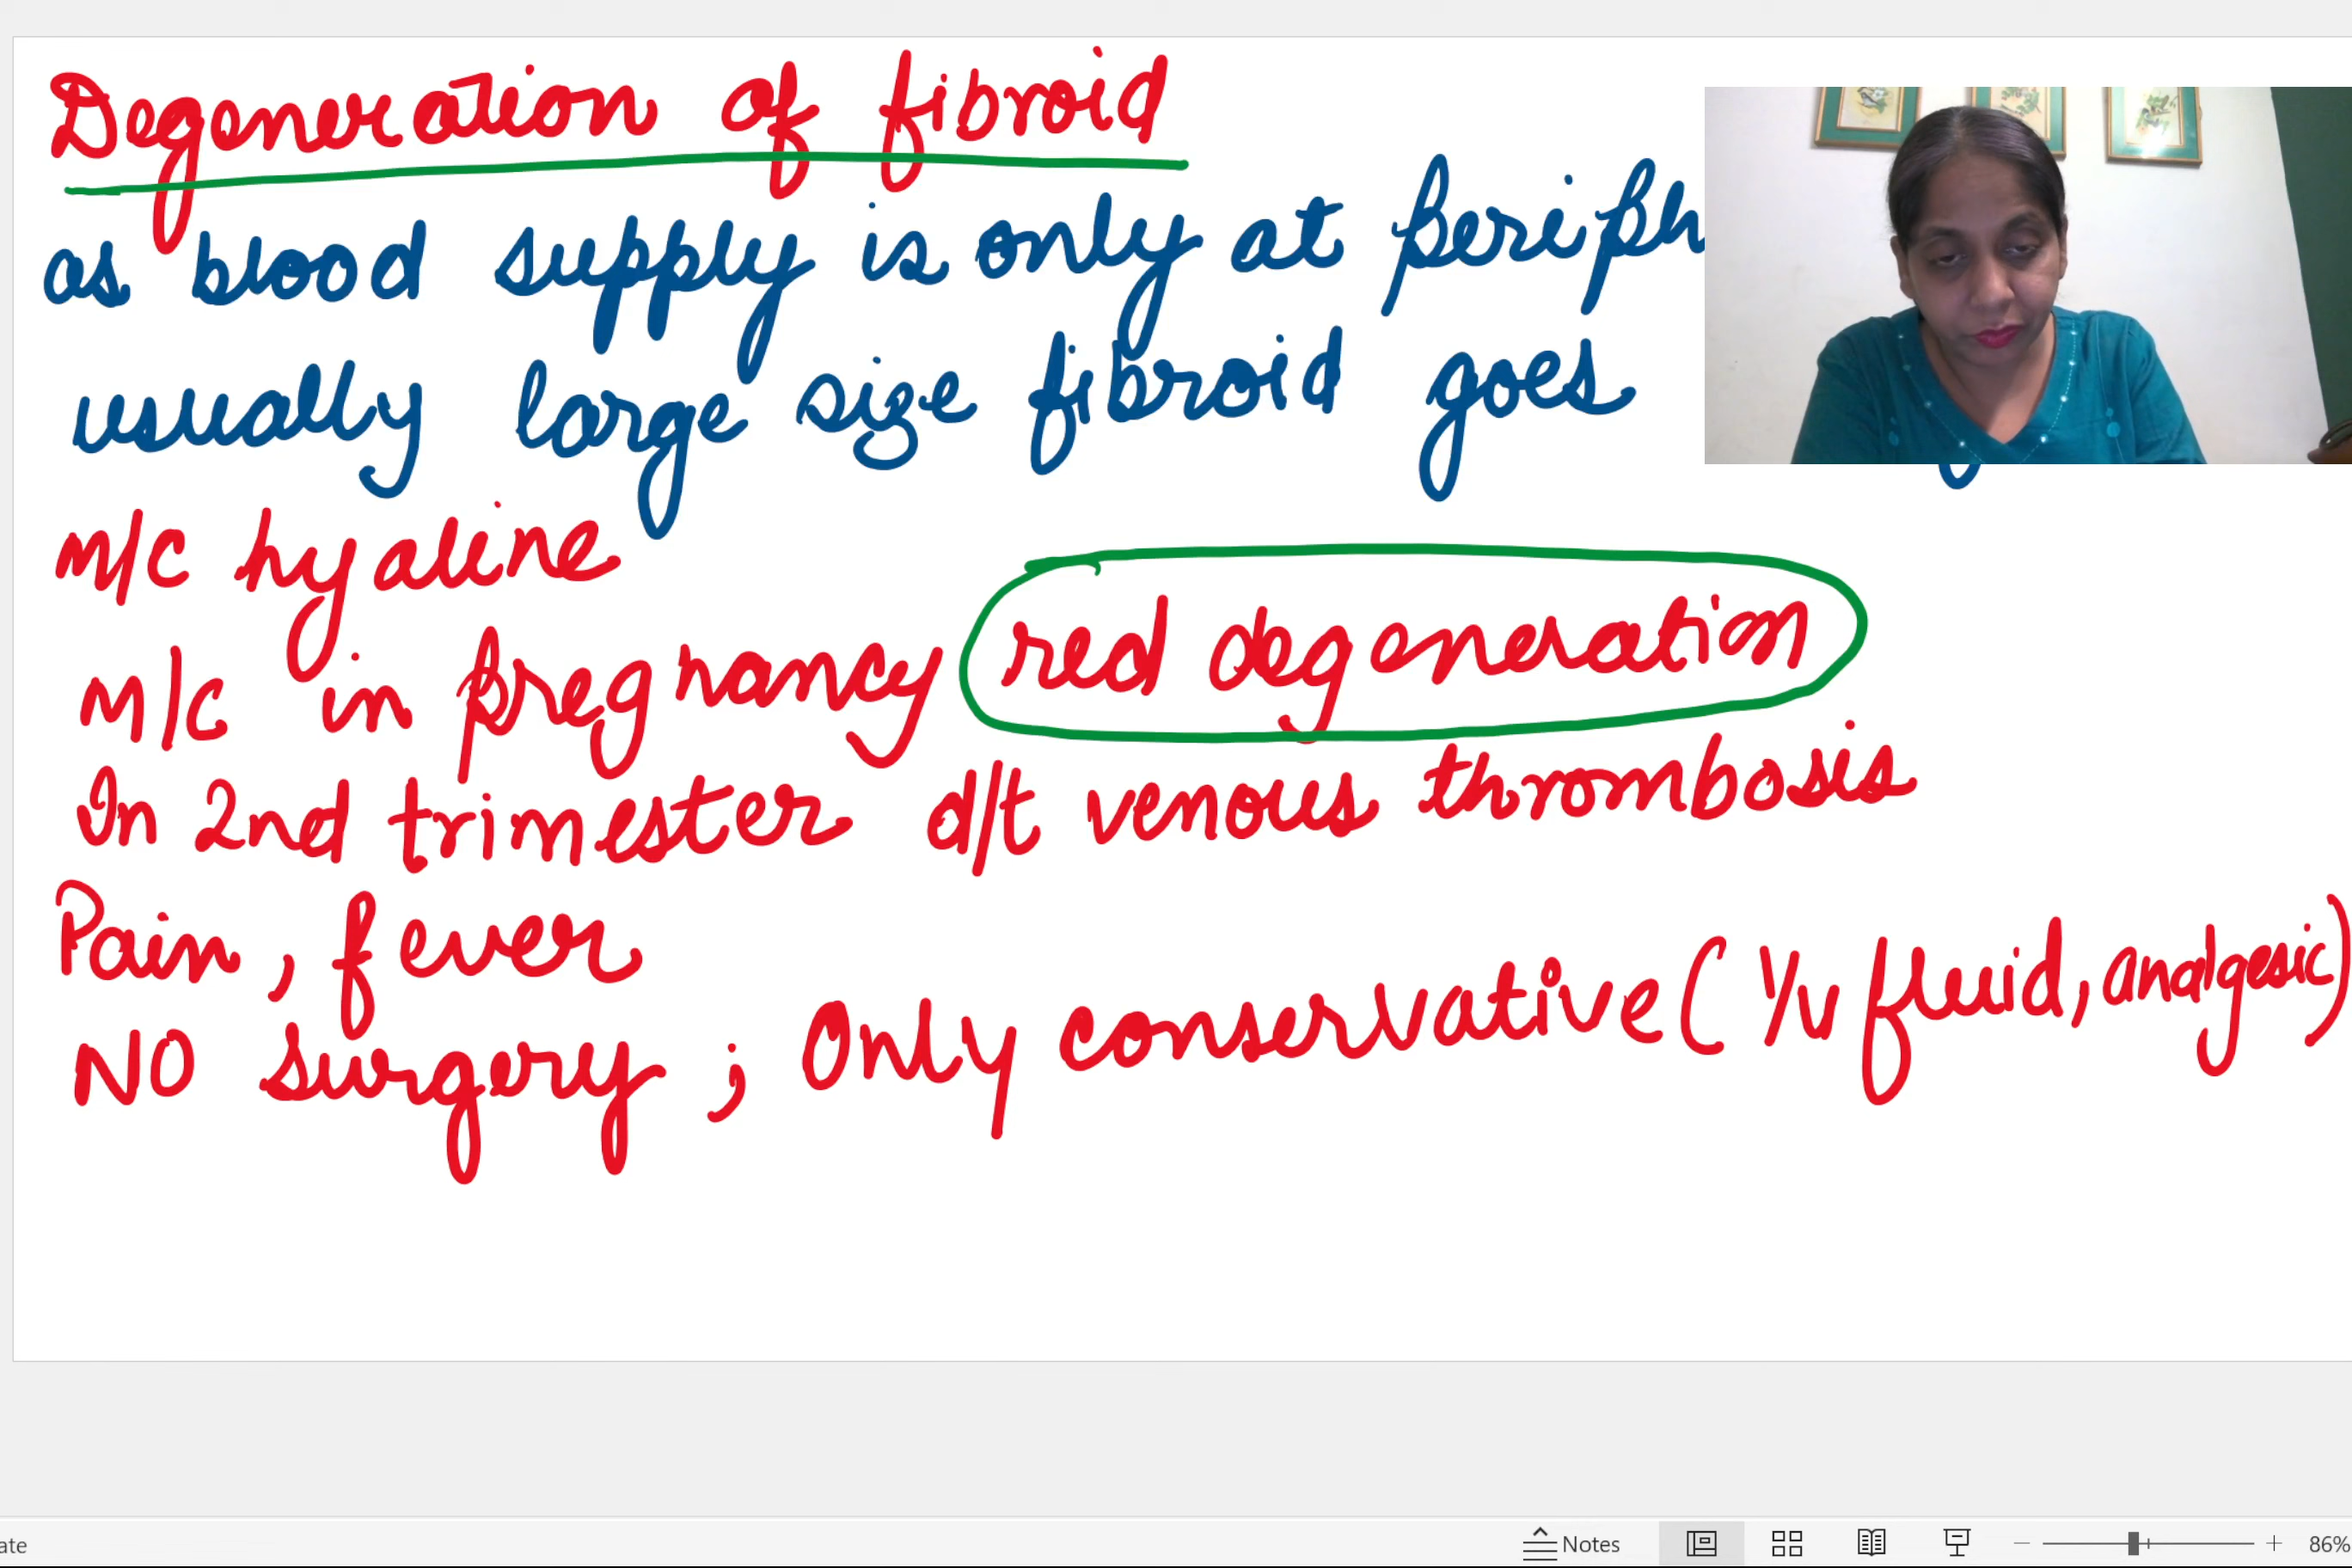 Degeneration of fibroid
as blood supply is only at periph
usually large size fibroid goes
M/c hyaline
M/c in pregnancy red degeneration
In 2nd trimester d/t venous thrombosis
Pain, fever
NO surgery ; Only conservative ( I/v fluid, analgesic)
ate
Notes
86%